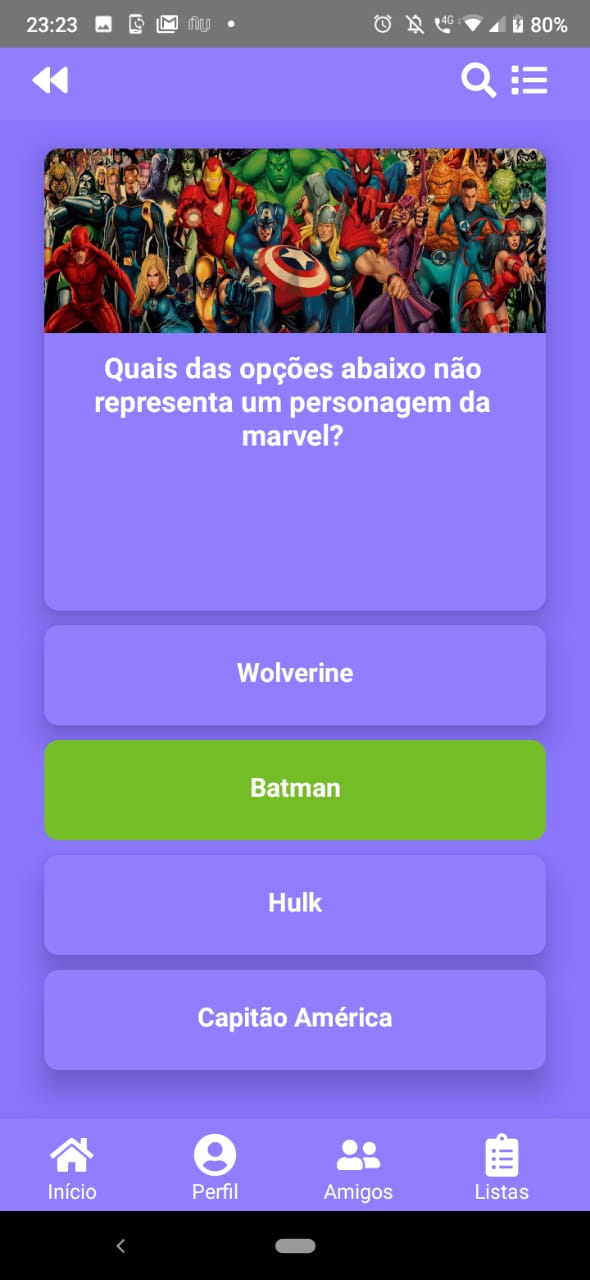 23:23
4G
80%
Quais das opções abaixo não
representa um personagem da
marvel?
Wolverine
Batman
Hulk
Capitão América
Início
Perfil
Amigos
Listas